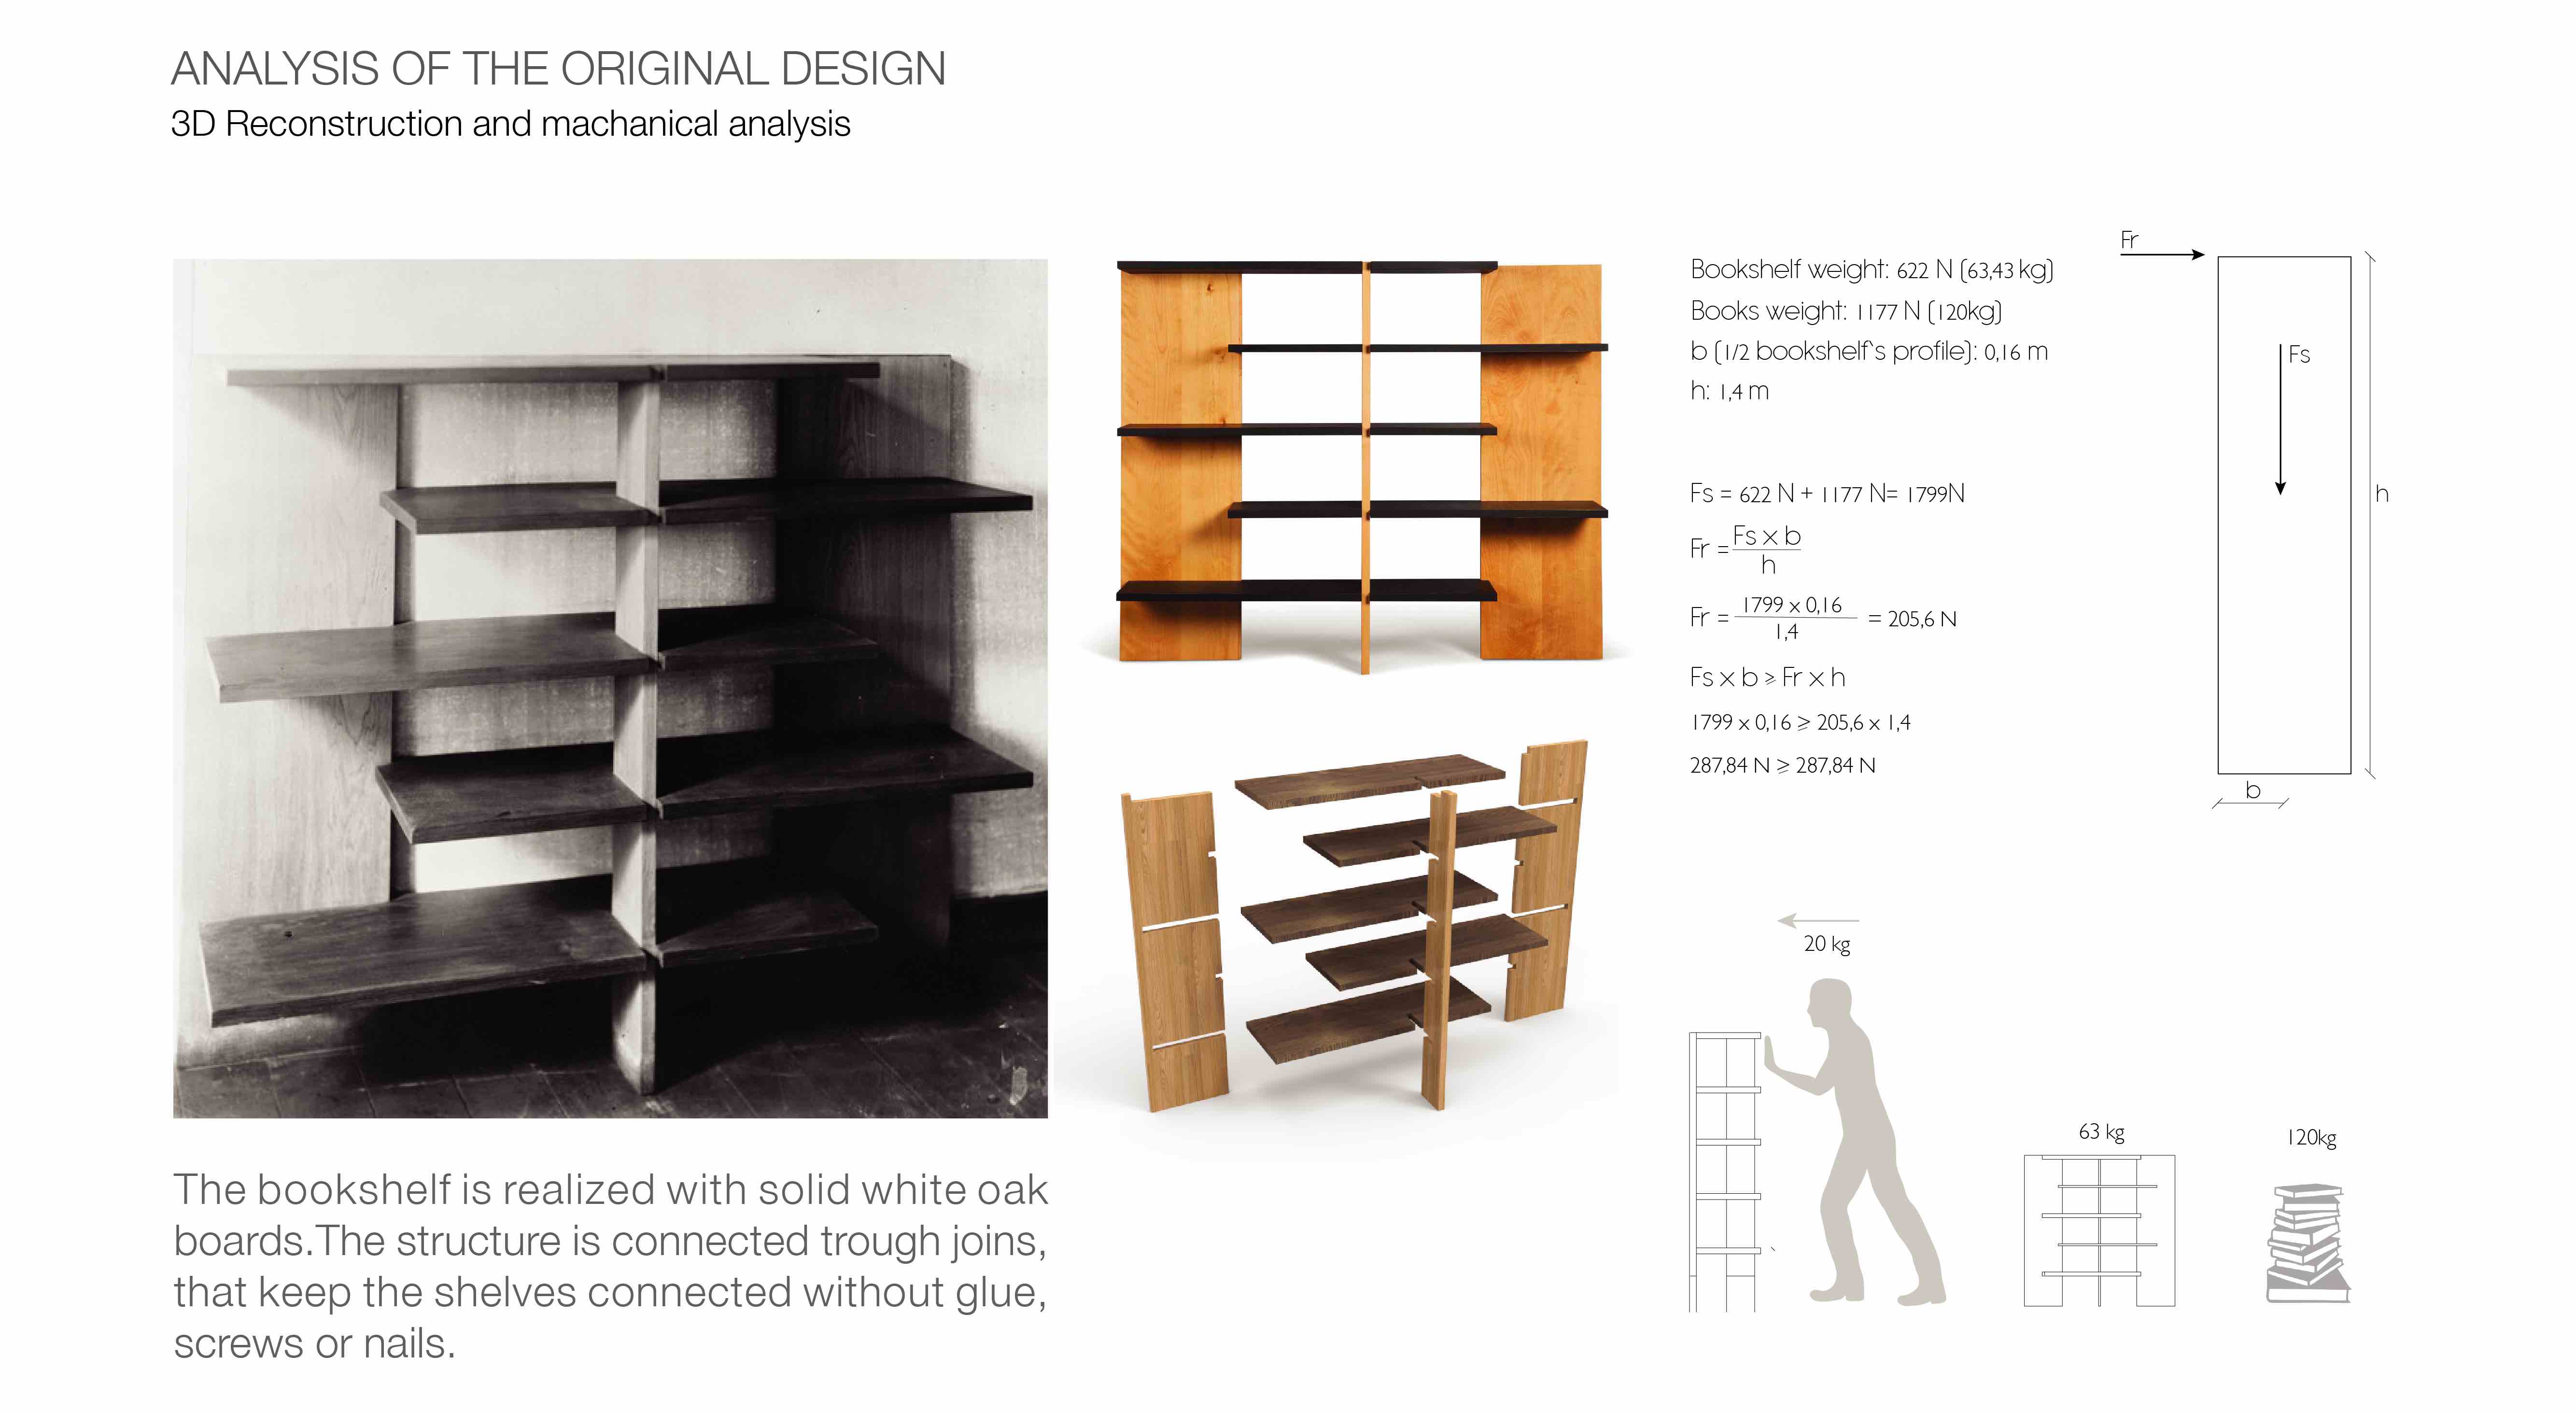 ANALYSIS OF THE ORIGINAL DESIGN
3D Reconstruction and machanical analysis
Bookshelf weight: 622 N (63,43 kg)
Books weight: 1177 N (120kg)
b (1/2 bookshelf`s profile): 0,16 m
h: 1,4 m
Fs = 622 N + 1177 N= 1799N
Fr = Fs x b
h
Fr = 1799 x 0,16 = 205,6 N
1,4
Fs x b ⩾ Fr x h
1799 x 0,16 ⩾ 205,6 x 1,4
287,84 N ⩾ 287,84 N
Fr
Fs
h
b
20 kg
63 kg
120kg
The bookshelf is realized with solid white oak
boards.The structure is connected trough joins,
that keep the shelves connected without glue,
screws or nails.